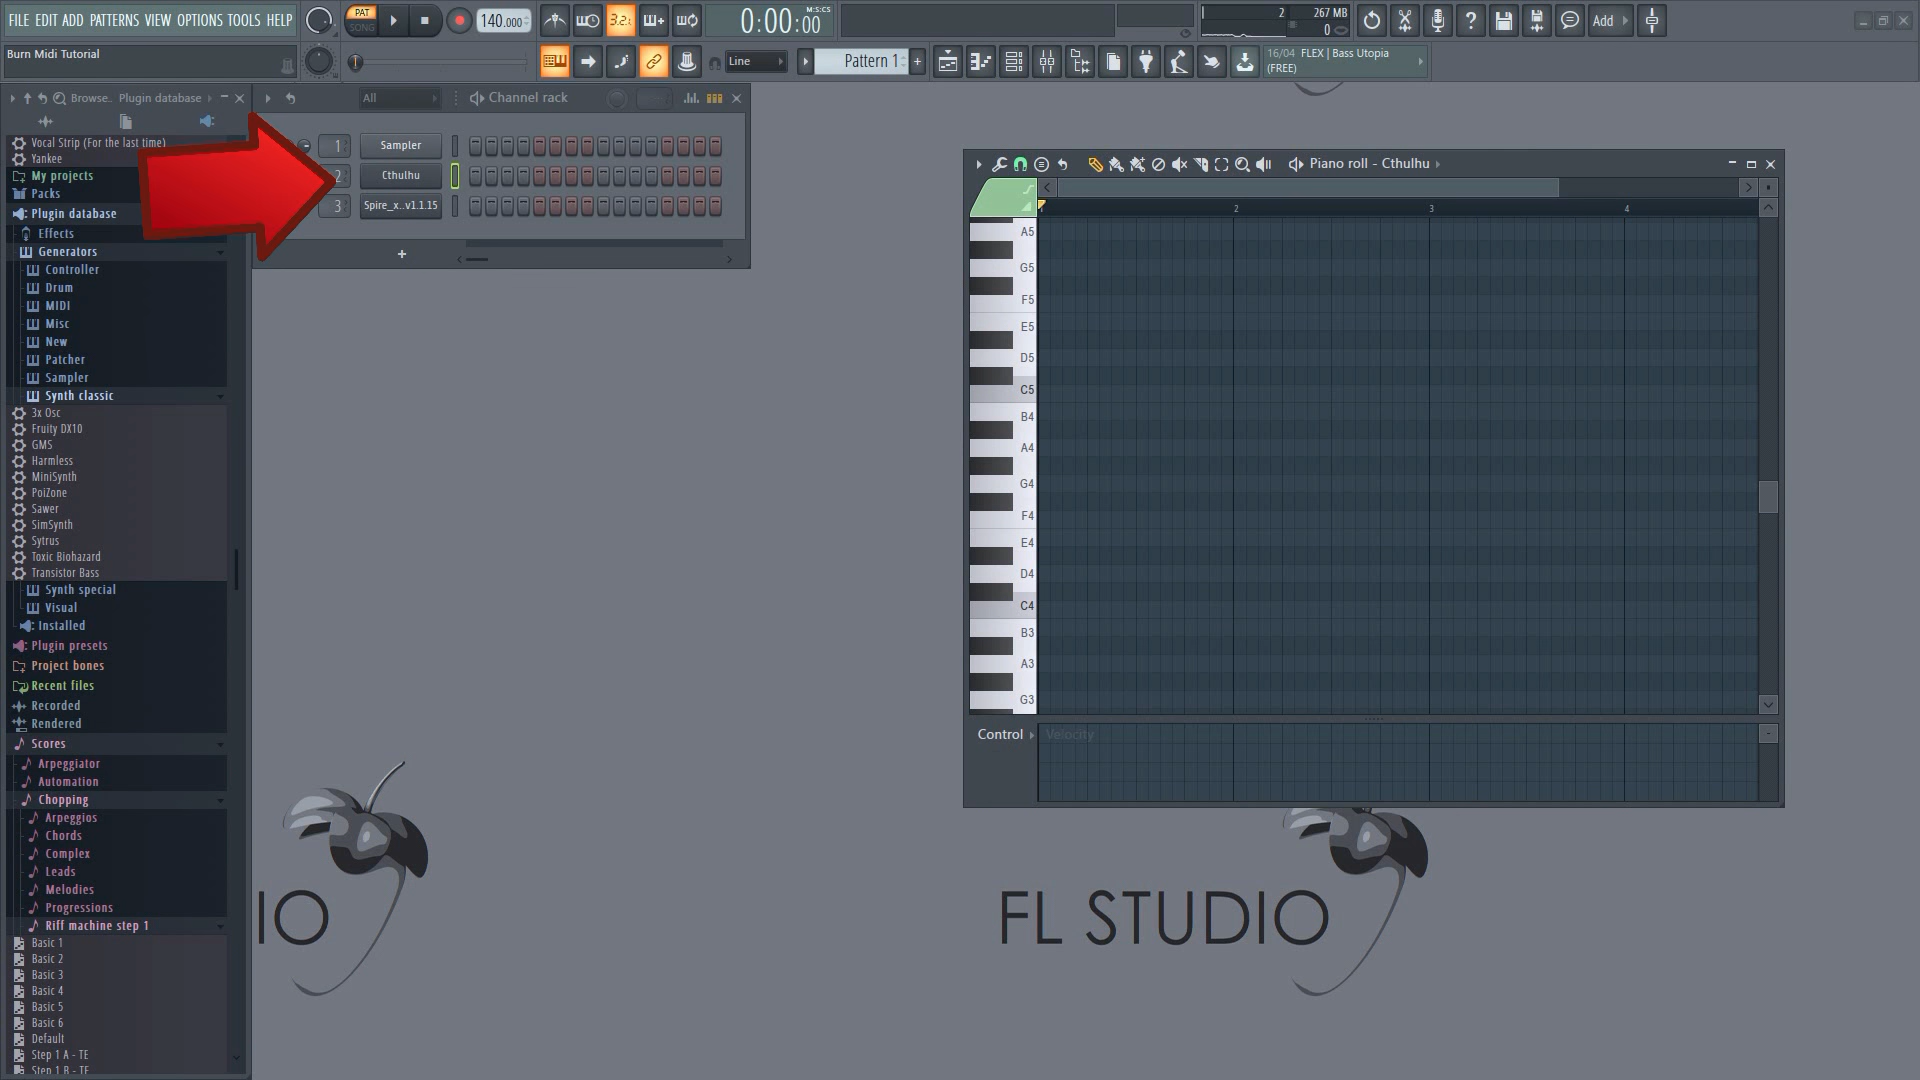 FILE EDIT ADD PATTERNS VIEW OPTIONS TOOLS HELP
PAT
SONG
140.000
3.2.
0:00:00
M:S:CS
2
267 MB
0
Add
Burn Midi Tutorial
Line
Pattern 1
16/04 FLEX | Bass Utopia
(FREE)
Browse.. Plugin database
Vocal Strip (For the last time)
Yankee
My projects
Packs
Plugin database
Effects
Generators
Controller
Drum
MIDI
Misc
New
Patcher
Sampler
Synth classic
3x Osc
Fruity DX10
GMS
Harmless
MiniSynth
PoiZone
Sawer
SimSynth
Sytrus
Toxic Biohazard
Transistor Bass
Synth special
Visual
Installed
Plugin presets
Project bones
Recent files
Recorded
Rendered
Scores
Arpeggiator
Automation
Chopping
Arpeggios
Chords
Complex
Leads
Melodies
Progressions
Riff machine step 1
Basic 1
Basic 2
Basic 3
Basic 4
Basic 5
Basic 6
Default
Step 1 A - TE
Step 1 B - TE
All
Channel rack
1 Sampler
2 Cthulhu
3 Spire_x..v1.1.15
+
Piano roll - Cthulhu
1 2 3 4
A5
G5
F5
E5
D5
C5
B4
A4
G4
F4
E4
D4
C4
B3
A3
G3
Control
Velocity
IO
FL STUDIO